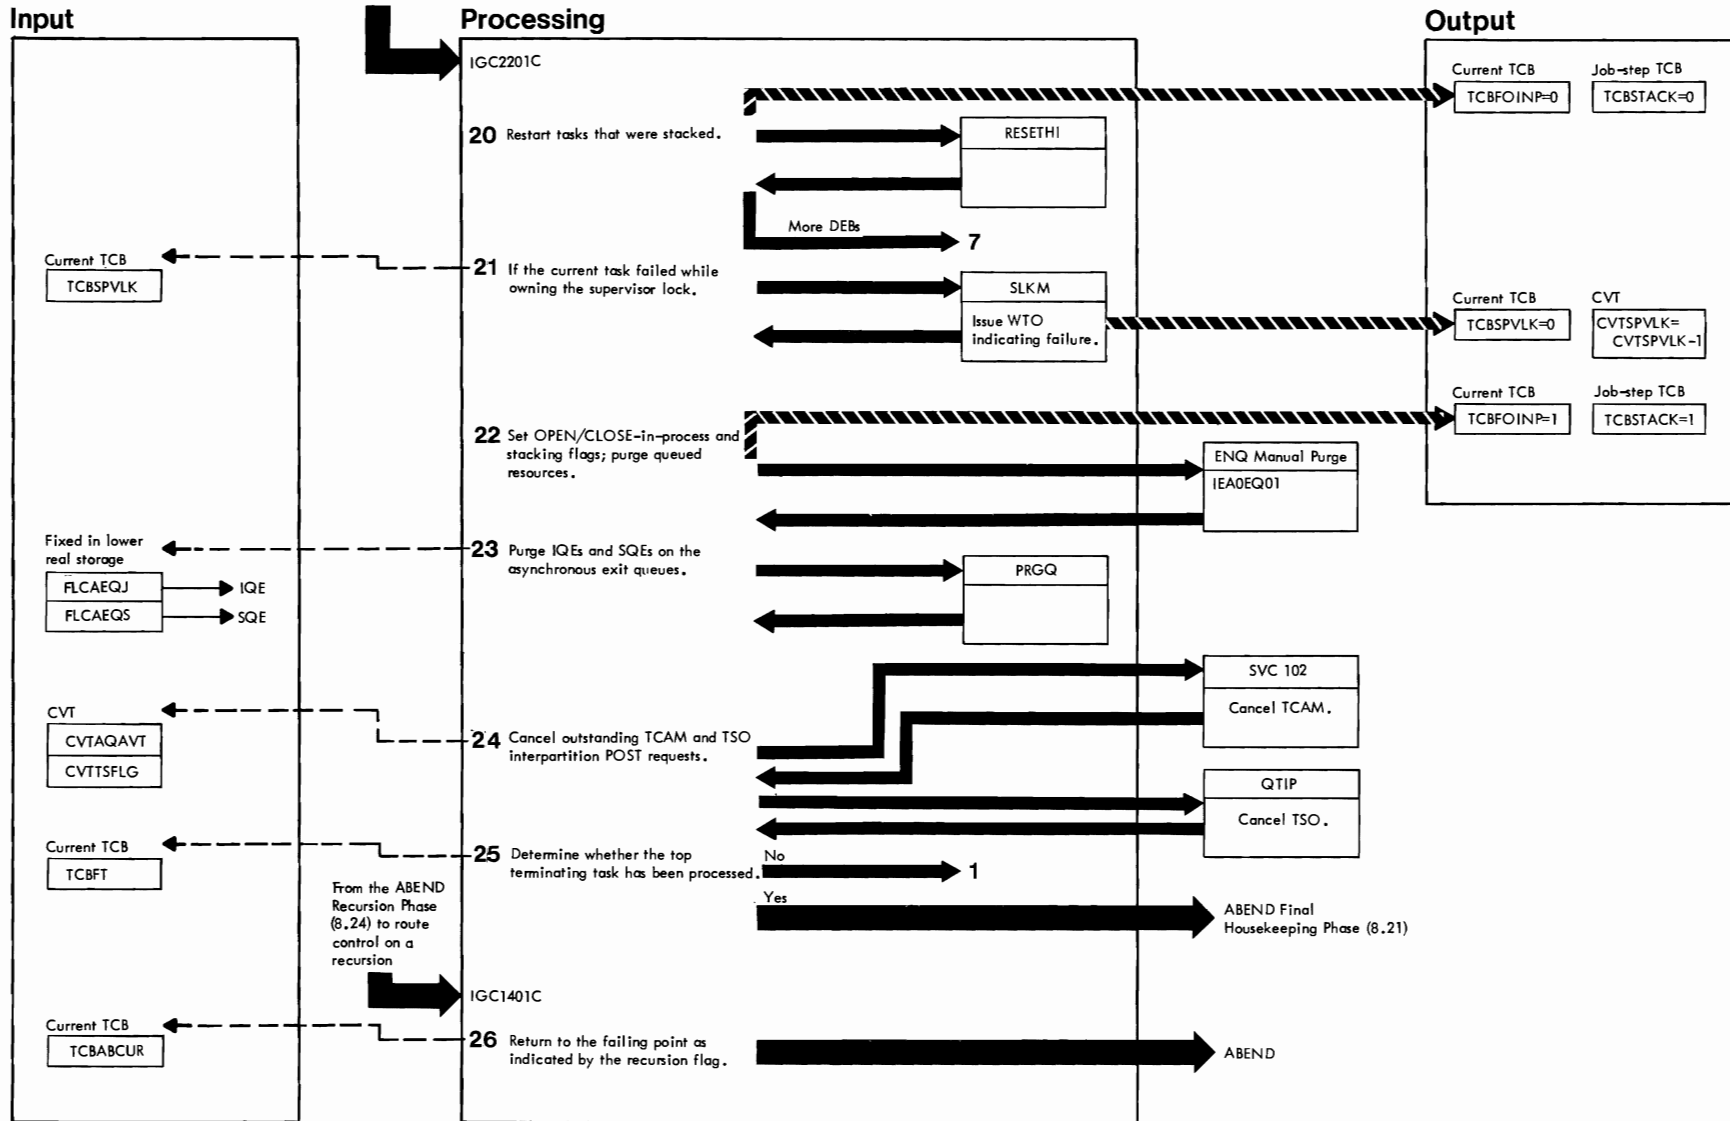 Input
Processing
Output
IGC2201C
Current TCB
TCBFOINP=0
Job-step TCB
TCBSTACK=0
20 Restart tasks that were stacked.
RESETHI
More DEBs
7
Current TCB
TCBSPVLK
21 If the current task failed while
owning the supervisor lock.
SLKM
Issue WTO
indicating failure.
Current TCB
TCBSPVLK=0
CVT
CVTSPVLK=
CVTSPVLK-1
Current TCB
TCBFOINP=1
Job-step TCB
TCBSTACK=1
22 Set OPEN/CLOSE-in-process and
stacking flags; purge queued
resources.
ENQ Manual Purge
IEA0EQ01
Fixed in lower
real storage
FLCAEQJ
IQE
FLCAEQS
SQE
23 Purge IQEs and SQEs on the
asynchronous exit queues.
PRGQ
CVT
CVTAQAVT
CVTTSFLG
24 Cancel outstanding TCAM and TSO
interpartition POST requests.
SVC 102
Cancel TCAM.
QTIP
Cancel TSO.
Current TCB
TCBFT
25 Determine whether the top
terminating task has been processed.
No
1
Yes
ABEND Final
Housekeeping Phase (8.21)
From the ABEND
Recursion Phase
(8.24) to route
control on a
recursion
IGC1401C
Current TCB
TCBABCUR
26 Return to the failing point as
indicated by the recursion flag.
ABEND